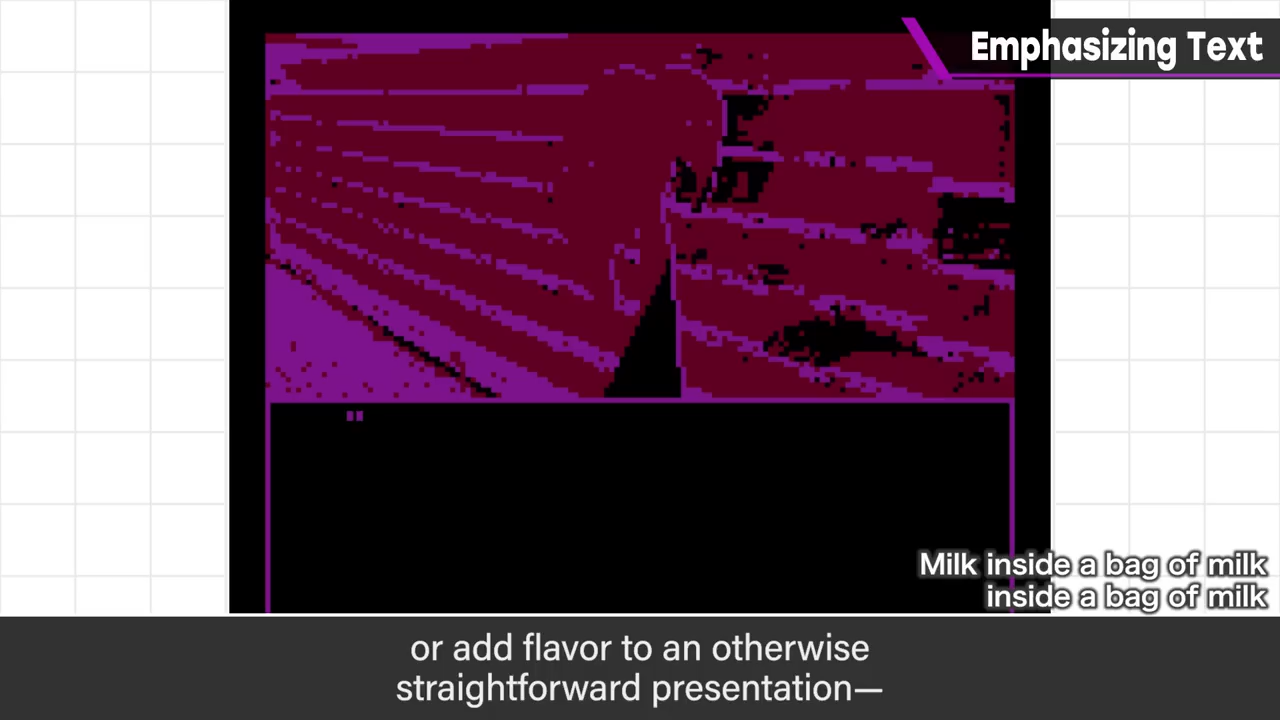 Emphasizing Text
"
Milk inside a bag of milk
inside a bag of milk
or add flavor to an otherwise
straightforward presentation—